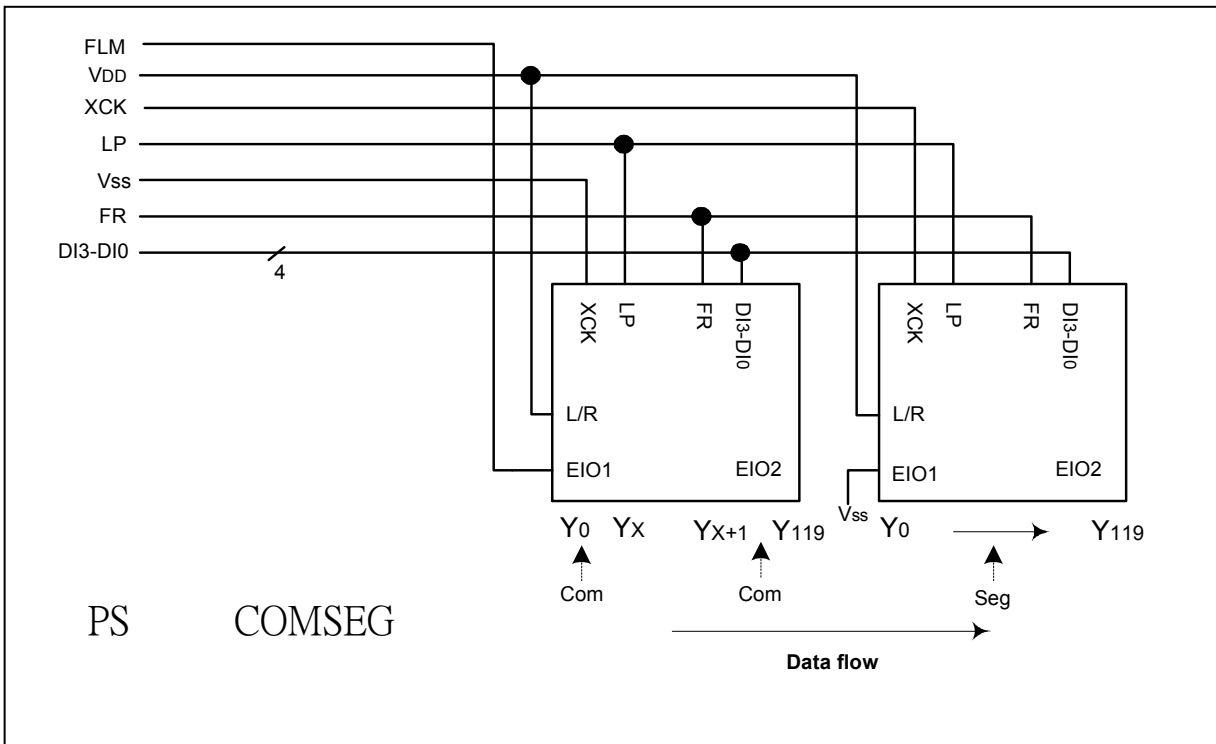 FLM
VDD
XCK
LP
Vss
FR
DI3-DI0
4
XCK LP FR DI3-DI0 XCK LP FR DI3-DI0
L/R L/R
EIO1 EIO2 EIO1 EIO2
Vss
Y0 YX YX+1 Y119 Y0 Y119
Com Com Seg
PS COMSEG
Data flow